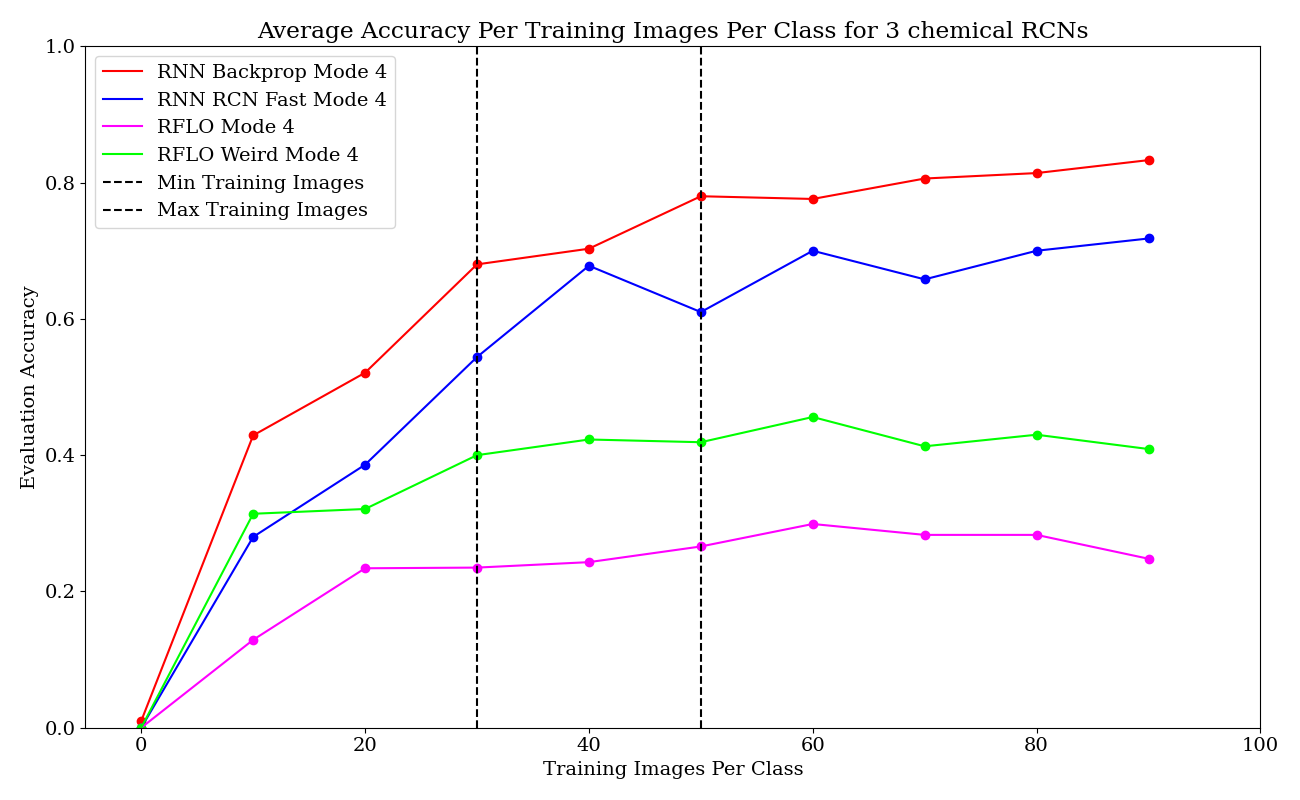 Average Accuracy Per Training Images Per Class for 3 chemical RCNs
1.0
0.8
0.6
0.4
0.2
0.0
Evaluation Accuracy
RNN Backprop Mode 4
RNN RCN Fast Mode 4
RFLO Mode 4
RFLO Weird Mode 4
Min Training Images
Max Training Images
0 20 40 60 80 100
Training Images Per Class